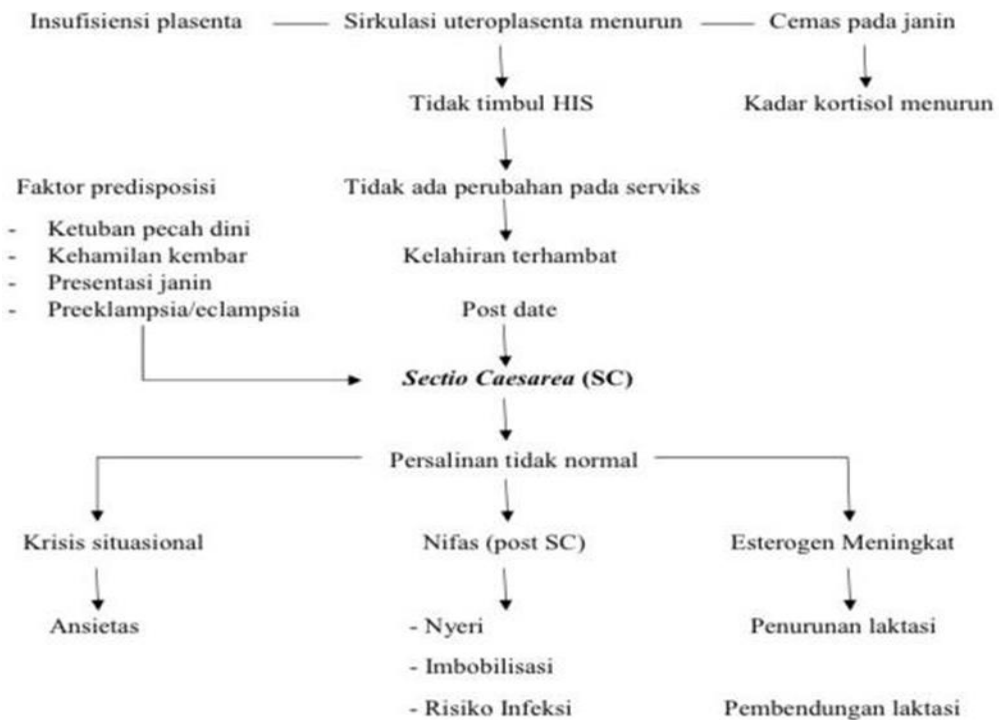 Insufisiensi plasenta Sirkulasi uteroplasenta menurun Cemas pada janin
Tidak timbul HIS Kadar kortisol menurun
Faktor predisposisi Tidak ada perubahan pada serviks
- Ketuban pecah dini
- Kehamilan kembar Kelahiran terhambat
- Presentasi janin
- Preeklampsia/eclampsia Post date
Sectio Caesarea (SC)
Persalinan tidak normal
Krisis situasional Nifas (post SC) Esterogen Meningkat
Ansietas - Nyeri Penurunan laktasi
- Imbobilisasi
- Risiko Infeksi Pembendungan laktasi